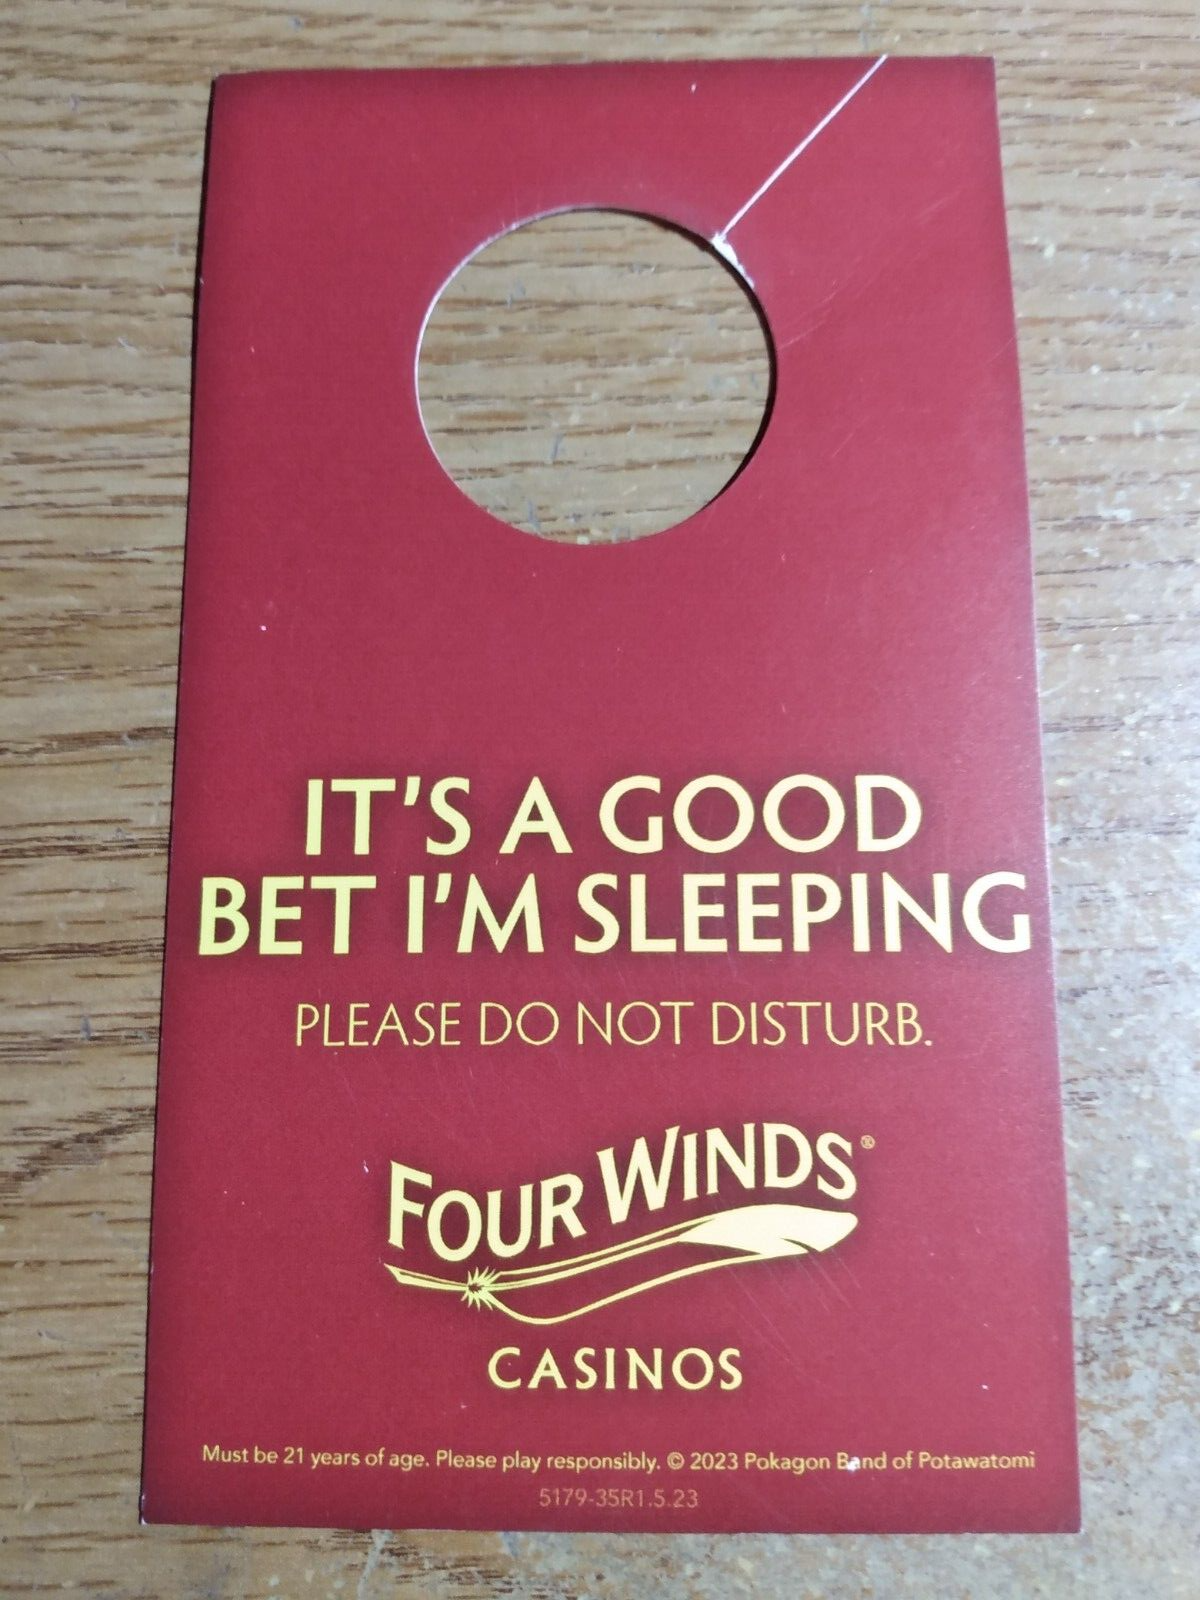 IT'S A GOOD
BET I'M SLEEPING
PLEASE DO NOT DISTURB.
FOUR WINDS®
CASINOS
Must be 21 years of age. Please play responsibly. © 2023 Pokagon Band of Potawatomi
5179-35R1.5.23